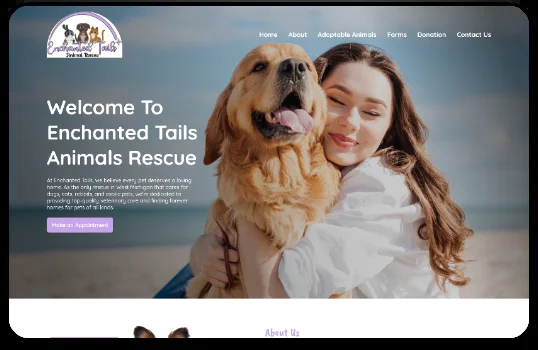 Enchanted Tails
Animal Rescue
Home About Adoptable Animals Forms Donation Contact Us
Welcome To
Enchanted Tails
Animals Rescue
At Enchanted Tails, we believe every pet deserves a loving
home. As the only rescue in West Michigan that cares for
dogs, cats, rabbits, and exotic pets, we're dedicated to
providing top-quality veterinary care and finding forever
homes for pets of all kinds.
Make an Appointment
About Us